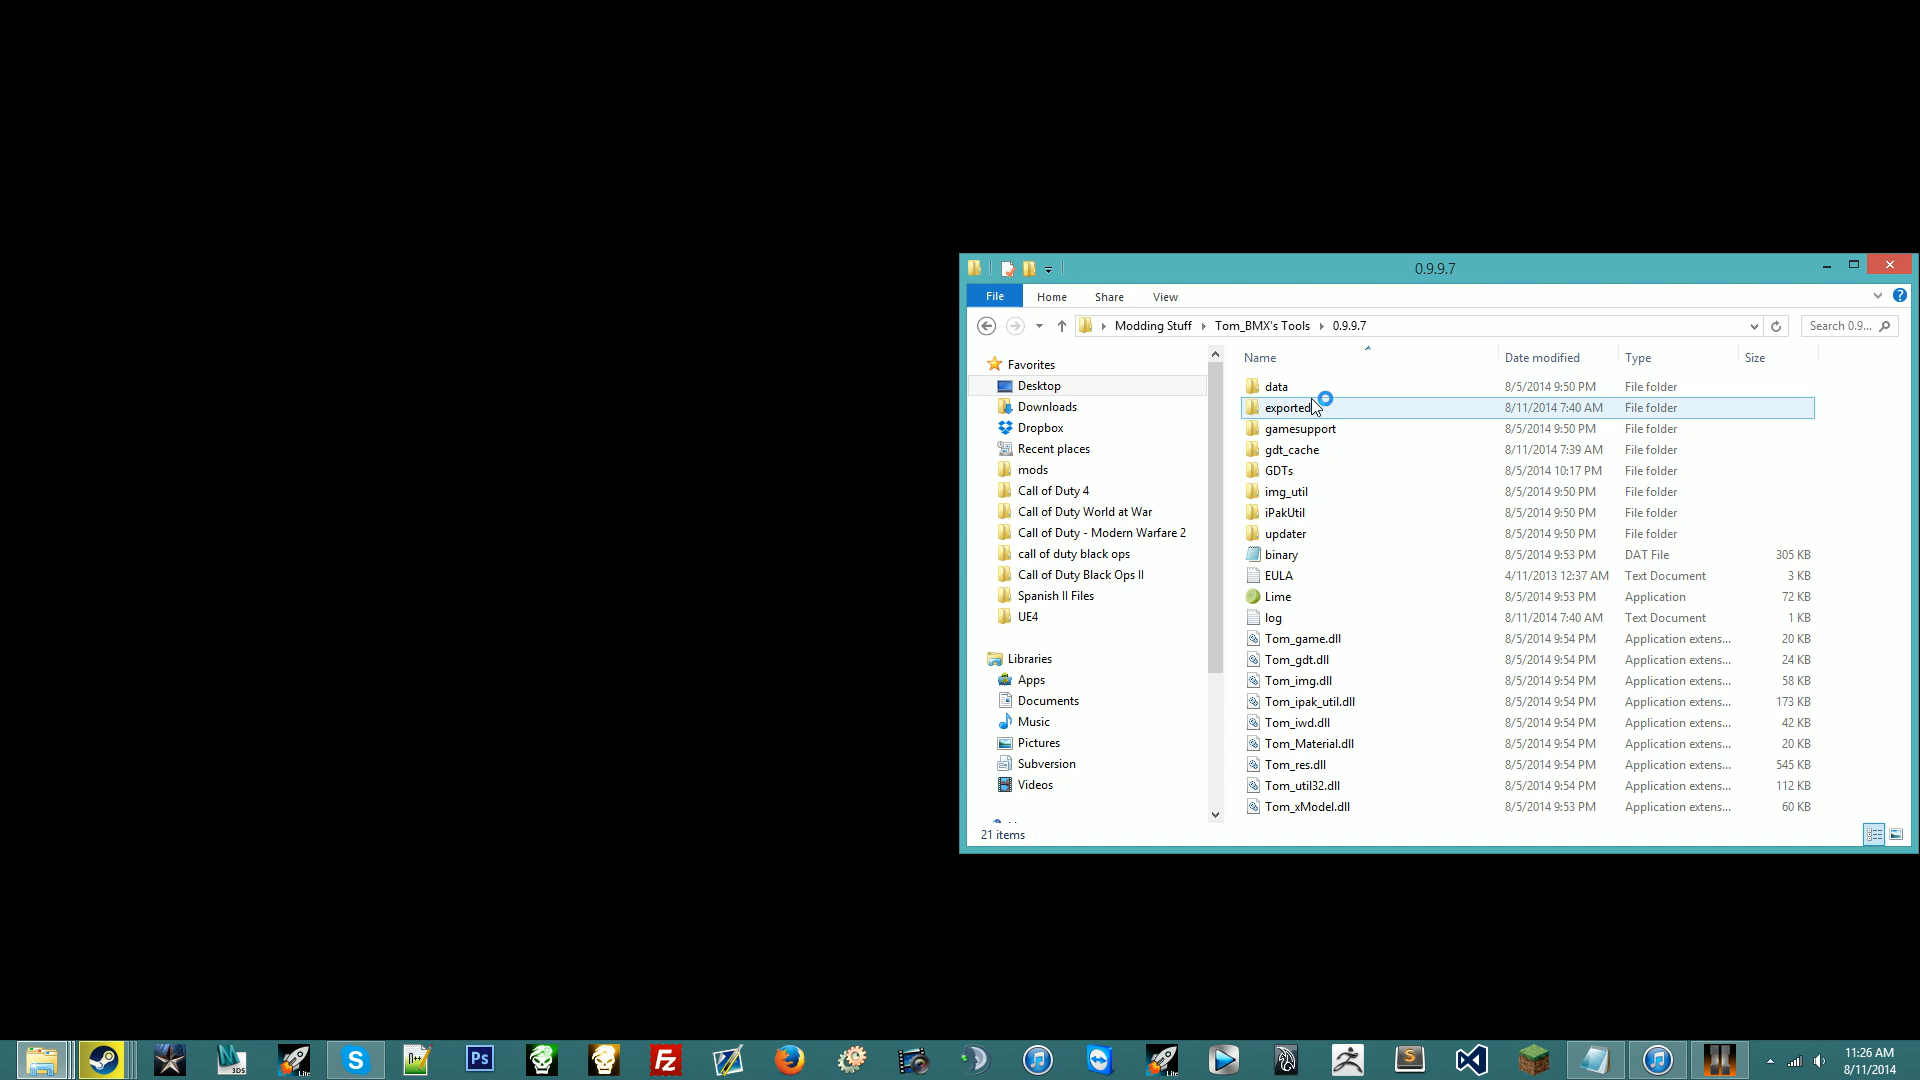 0.9.9.7
File Home Share View
Modding Stuff Tom_BMX's Tools 0.9.9.7 Search 0.9...
Name Date modified Type Size
Favorites
Desktop
Downloads
Dropbox
Recent places
mods
Call of Duty 4
Call of Duty World at War
Call of Duty - Modern Warfare 2
call of duty black ops
Call of Duty Black Ops II
Spanish II Files
UE4
Libraries
Apps
Documents
Music
Pictures
Subversion
Videos
data 8/5/2014 9:50 PM File folder
exported 8/11/2014 7:40 AM File folder
gamesupport 8/5/2014 9:50 PM File folder
gdt_cache 8/11/2014 7:39 AM File folder
GDTs 8/5/2014 10:17 PM File folder
img_util 8/5/2014 9:50 PM File folder
iPakUtil 8/5/2014 9:50 PM File folder
updater 8/5/2014 9:50 PM File folder
binary 8/5/2014 9:53 PM DAT File 305 KB
EULA 4/11/2013 12:37 AM Text Document 3 KB
Lime 8/5/2014 9:53 PM Application 72 KB
log 8/11/2014 7:40 AM Text Document 1 KB
Tom_game.dll 8/5/2014 9:54 PM Application extens... 20 KB
Tom_gdt.dll 8/5/2014 9:54 PM Application extens... 24 KB
Tom_img.dll 8/5/2014 9:54 PM Application extens... 58 KB
Tom_ipak_util.dll 8/5/2014 9:54 PM Application extens... 173 KB
Tom_iwd.dll 8/5/2014 9:54 PM Application extens... 42 KB
Tom_Material.dll 8/5/2014 9:54 PM Application extens... 20 KB
Tom_res.dll 8/5/2014 9:54 PM Application extens... 545 KB
Tom_util32.dll 8/5/2014 9:54 PM Application extens... 112 KB
Tom_xModel.dll 8/5/2014 9:53 PM Application extens... 60 KB
21 items
3DS
Lite
S
Ps
Fz
Lite
S
11:26 AM
8/11/2014